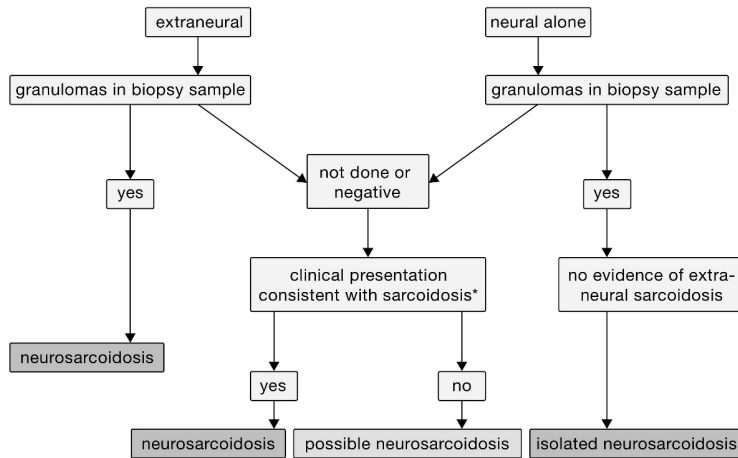 extraneural
neural alone
granulomas in biopsy sample
granulomas in biopsy sample
not done or
negative
yes
yes
clinical presentation
consistent with sarcoidosis*
no evidence of extra-
neural sarcoidosis
neurosarcoidosis
yes
no
neurosarcoidosis
possible neurosarcoidosis
isolated neurosarcoidosis